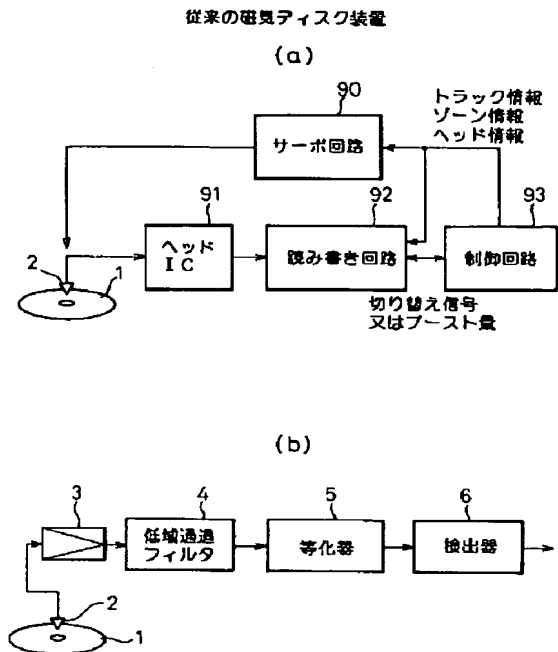 従来の磁気ディスク装置
(a)
90
サーボ回路
トラック情報
ゾーン情報
ヘッド情報
91
ヘッド
IC
92
読み書き回路
93
制御回路
2
1
切り替え信号
又はブースト量
(b)
3
4
低域通過
フィルタ
5
等化器
6
検出器
2
1